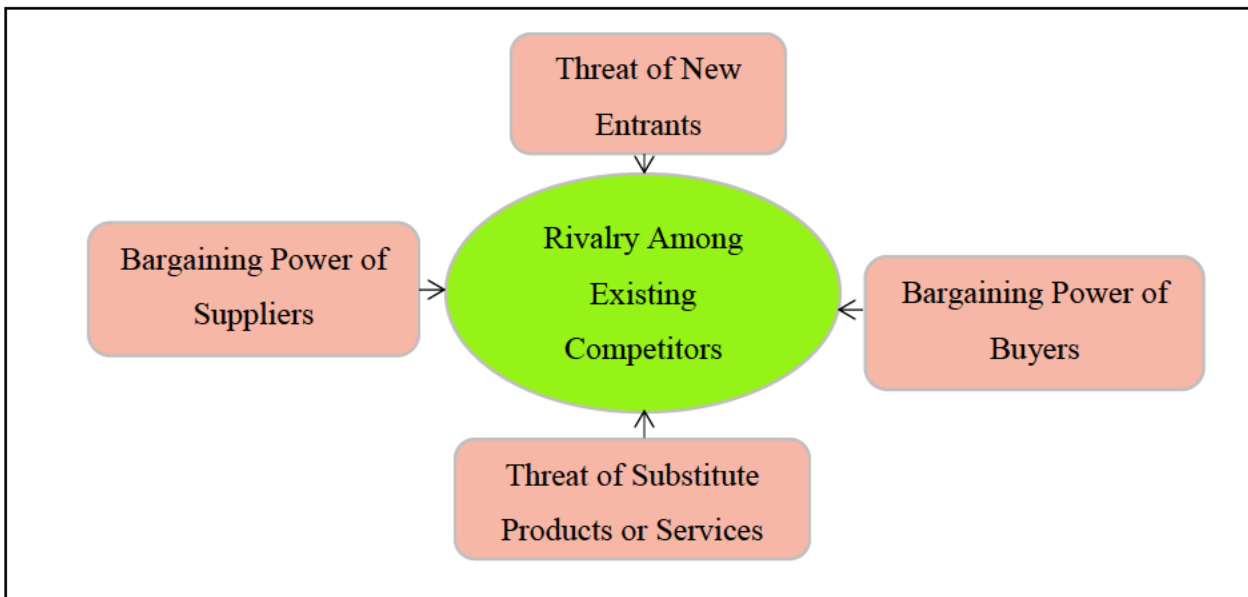 Threat of New
Entrants
Rivalry Among
Existing
Competitors
Bargaining Power of
Suppliers
Bargaining Power of
Buyers
Threat of Substitute
Products or Services